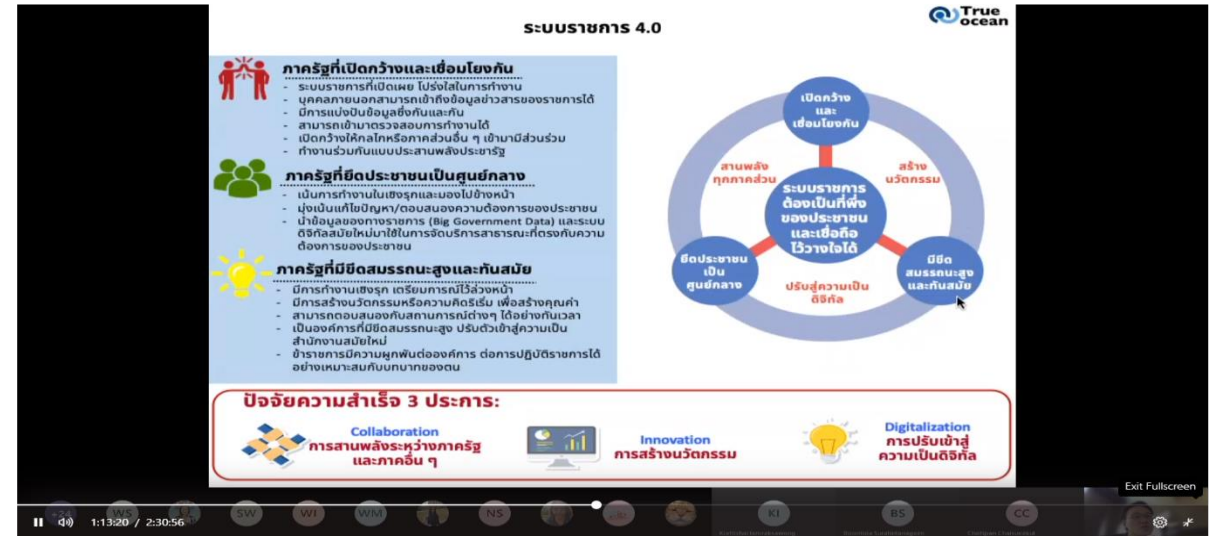 True
ocean
ระบบราชการ 4.0
ภาครัฐที่เปิดกว้างและเชื่อมโยงกัน
- ระบบราชการที่เปิดเผย โปร่งใสในการทำงาน
- บุคคลภายนอกสามารถเข้าถึงข้อมูลข่าวสารของราชการได้
- มีการแบ่งปันข้อมูลซึ่งกันและกัน
- สามารถเข้ามาตรวจสอบการทำงานได้
- เปิดกว้างให้กลไกหรือภาคส่วนอื่น ๆ เข้ามามีส่วนร่วม
- ทำงานร่วมกันแบบประสานพลังประชารัฐ
ภาครัฐที่ยึดประชาชนเป็นศูนย์กลาง
- เน้นการทำงานในเชิงรุกและมองไปข้างหน้า
- มุ่งเน้นแก้ไขปัญหา/ตอบสนองความต้องการของประชาชน
- นำข้อมูลของทางราชการ (Big Government Data) และระบบ
ดิจิทัลสมัยใหม่มาใช้ในการจัดบริการสาธารณะที่ตรงกับความ
ต้องการของประชาชน
ภาครัฐที่มีขีดสมรรถนะสูงและทันสมัย
- มีการทำงานเชิงรุก เตรียมการณ์ไว้ล่วงหน้า
- มีการสร้างนวัตกรรมหรือความคิดริเริ่ม เพื่อสร้างคุณค่า
- สามารถตอบสนองกับสถานการณ์ต่างๆ ได้อย่างทันเวลา
- เป็นองค์การที่มีขีดสมรรถนะสูง ปรับตัวเข้าสู่ความเป็น
สำนักงานสมัยใหม่
- ข้าราชการมีความผูกพันต่อองค์การ ต่อการปฏิบัติราชการได้
อย่างเหมาะสมกับบทบาทของตน
เปิดกว้าง
และ
เชื่อมโยงกัน
สานพลัง
ทุกภาคส่วน
สร้าง
นวัตกรรม
ระบบราชการ
ต้องเป็นที่พึ่ง
ของประชาชน
และเชื่อถือ
ไว้วางใจได้
ยึดประชาชน
เป็น
ศูนย์กลาง
มีขีด
สมรรถนะสูง
และทันสมัย
ปรับสู่ความเป็น
ดิจิทัล
ปัจจัยความสำเร็จ 3 ประการ:
Collaboration
การสานพลังระหว่างภาครัฐ
และภาคอื่น ๆ
Innovation
การสร้างนวัตกรรม
Digitalization
การปรับเข้าสู่
ความเป็นดิจิทัล
Exit Fullscreen
WS
SW
WI
WM
NS
KI
BS
CC
1:13:20 / 2:30:56